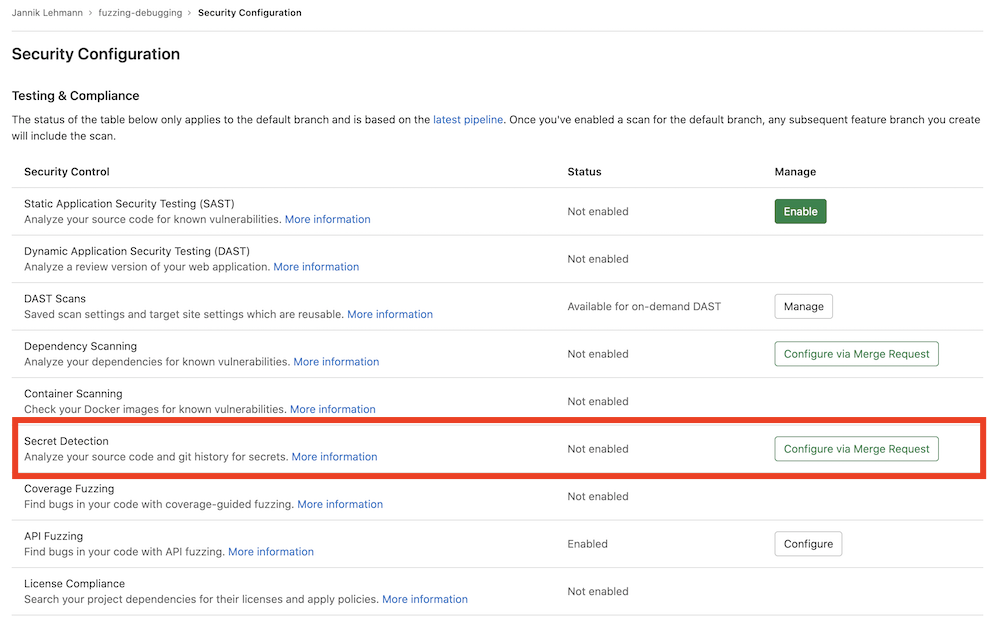 Jannik Lehmann › fuzzing-debugging › Security Configuration
Security Configuration
Testing & Compliance
The status of the table below only applies to the default branch and is based on the latest pipeline. Once you've enabled a scan for the default branch, any subsequent feature branch you create
will include the scan.
Security Control Status Manage
Static Application Security Testing (SAST)
Analyze your source code for known vulnerabilities. More information
Not enabled
Enable
Dynamic Application Security Testing (DAST)
Analyze a review version of your web application. More information
Not enabled
DAST Scans
Saved scan settings and target site settings which are reusable. More information
Available for on-demand DAST
Manage
Dependency Scanning
Analyze your dependencies for known vulnerabilities. More information
Not enabled
Configure via Merge Request
Container Scanning
Check your Docker images for known vulnerabilities. More information
Not enabled
Secret Detection
Analyze your source code and git history for secrets. More information
Not enabled
Configure via Merge Request
Coverage Fuzzing
Find bugs in your code with coverage-guided fuzzing. More information
Not enabled
API Fuzzing
Find bugs in your code with API fuzzing. More information
Enabled
Configure
License Compliance
Search your project dependencies for their licenses and apply policies. More information
Not enabled